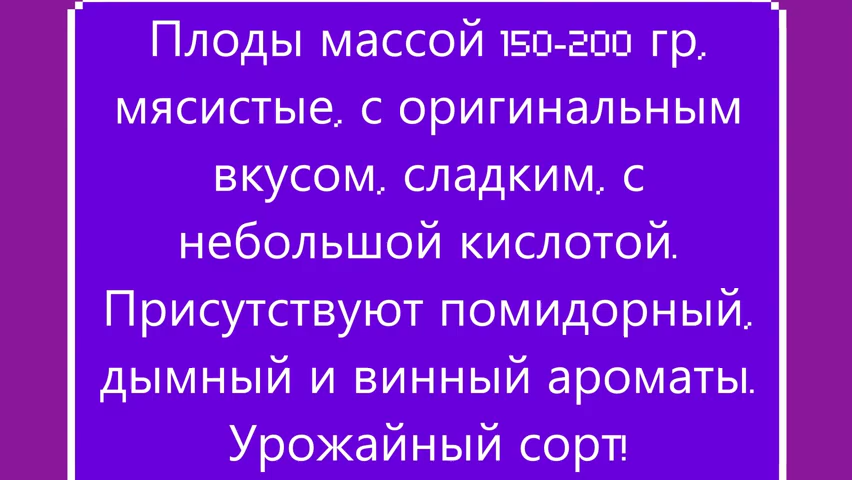 Плоды массой 150-200 гр,
мясистые, с оригинальным
вкусом, сладким, с
небольшой кислотой.
Присутствуют помидорный,
дымный и винный ароматы.
Урожайный сорт!